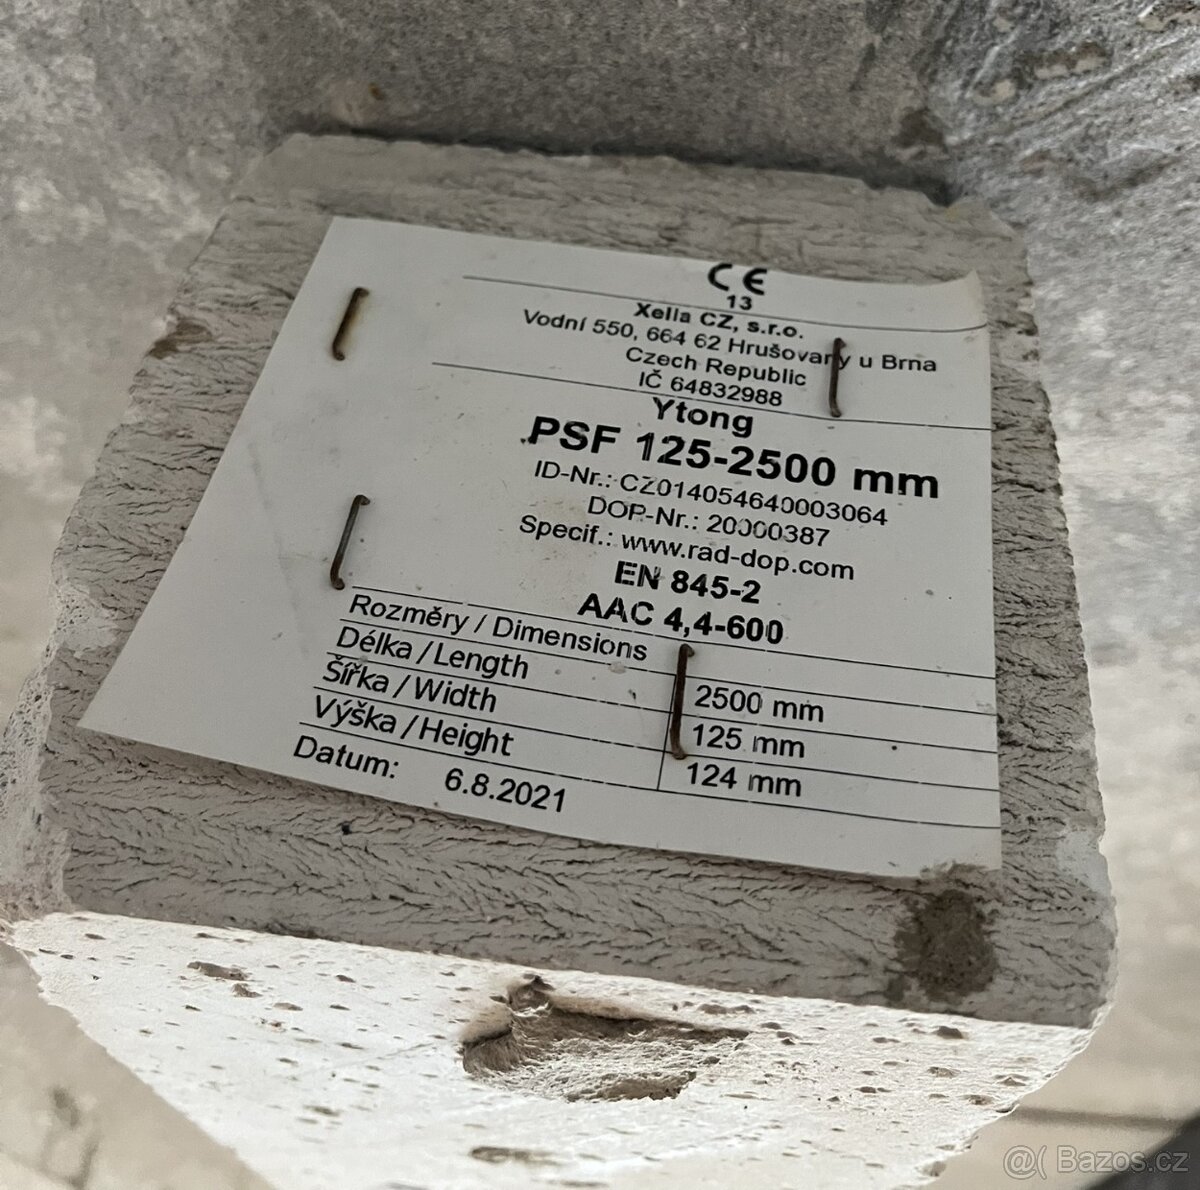 CE
13
Xella CZ, s.r.o.
Vodní 550, 664 62 Hrušovany u Brna
Czech Republic
IČ 64832988
Ytong
PSF 125-2500 mm
ID-Nr.: CZ014054640003064
DOP-Nr.: 20000387
Specif.: www.rad-dop.com
EN 845-2
AAC 4,4-600
Rozměry / Dimensions
Délka / Length 2500 mm
Šířka / Width 125 mm
Výška / Height 124 mm
Datum: 6.8.2021
@( Bazos.cz